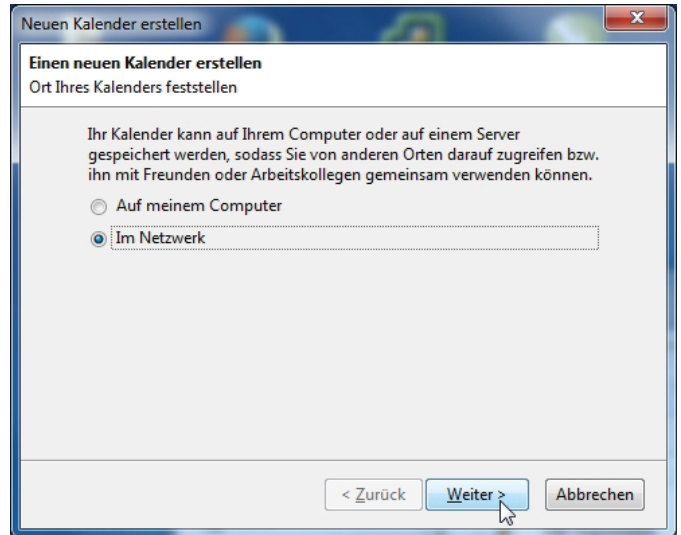 Neuen Kalender erstellen
Einen neuen Kalender erstellen
Ort Ihres Kalenders feststellen
Ihr Kalender kann auf Ihrem Computer oder auf einem Server
gespeichert werden, sodass Sie von anderen Orten darauf zugreifen bzw.
ihn mit Freunden oder Arbeitskollegen gemeinsam verwenden können.
Auf meinem Computer
Im Netzwerk
< Zurück Weiter > Abbrechen